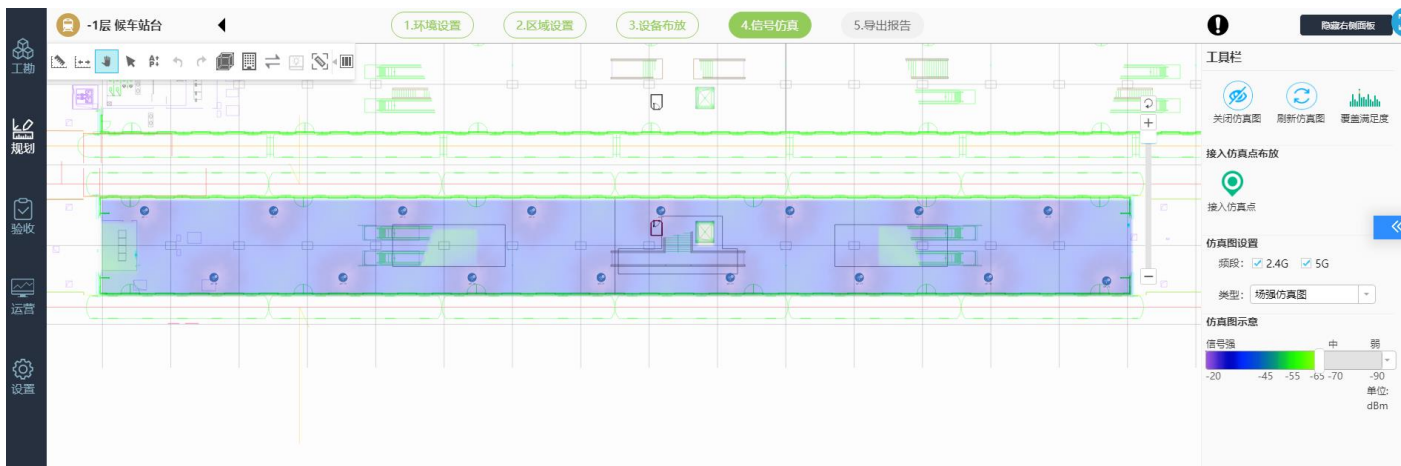 -1层 候车站台
1.环境设置
2.区域设置
3.设备布放
4.信号仿真
5.导出报告
隐藏右侧面板
工勘
规划
验收
运营
设置
工具栏
关闭仿真图 刷新仿真图 覆盖满足度
接入仿真点布放
接入仿真点
仿真图设置
频段: 2.4G 5G
类型: 场强仿真图
仿真图示意
信号强 中 弱
-20 -45 -55 -65 -70 -90
单位:
dBm